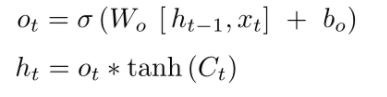 o_t = σ (W_o [h_{t−1}, x_t] + b_o)
h_t = o_t * tanh (C_t)